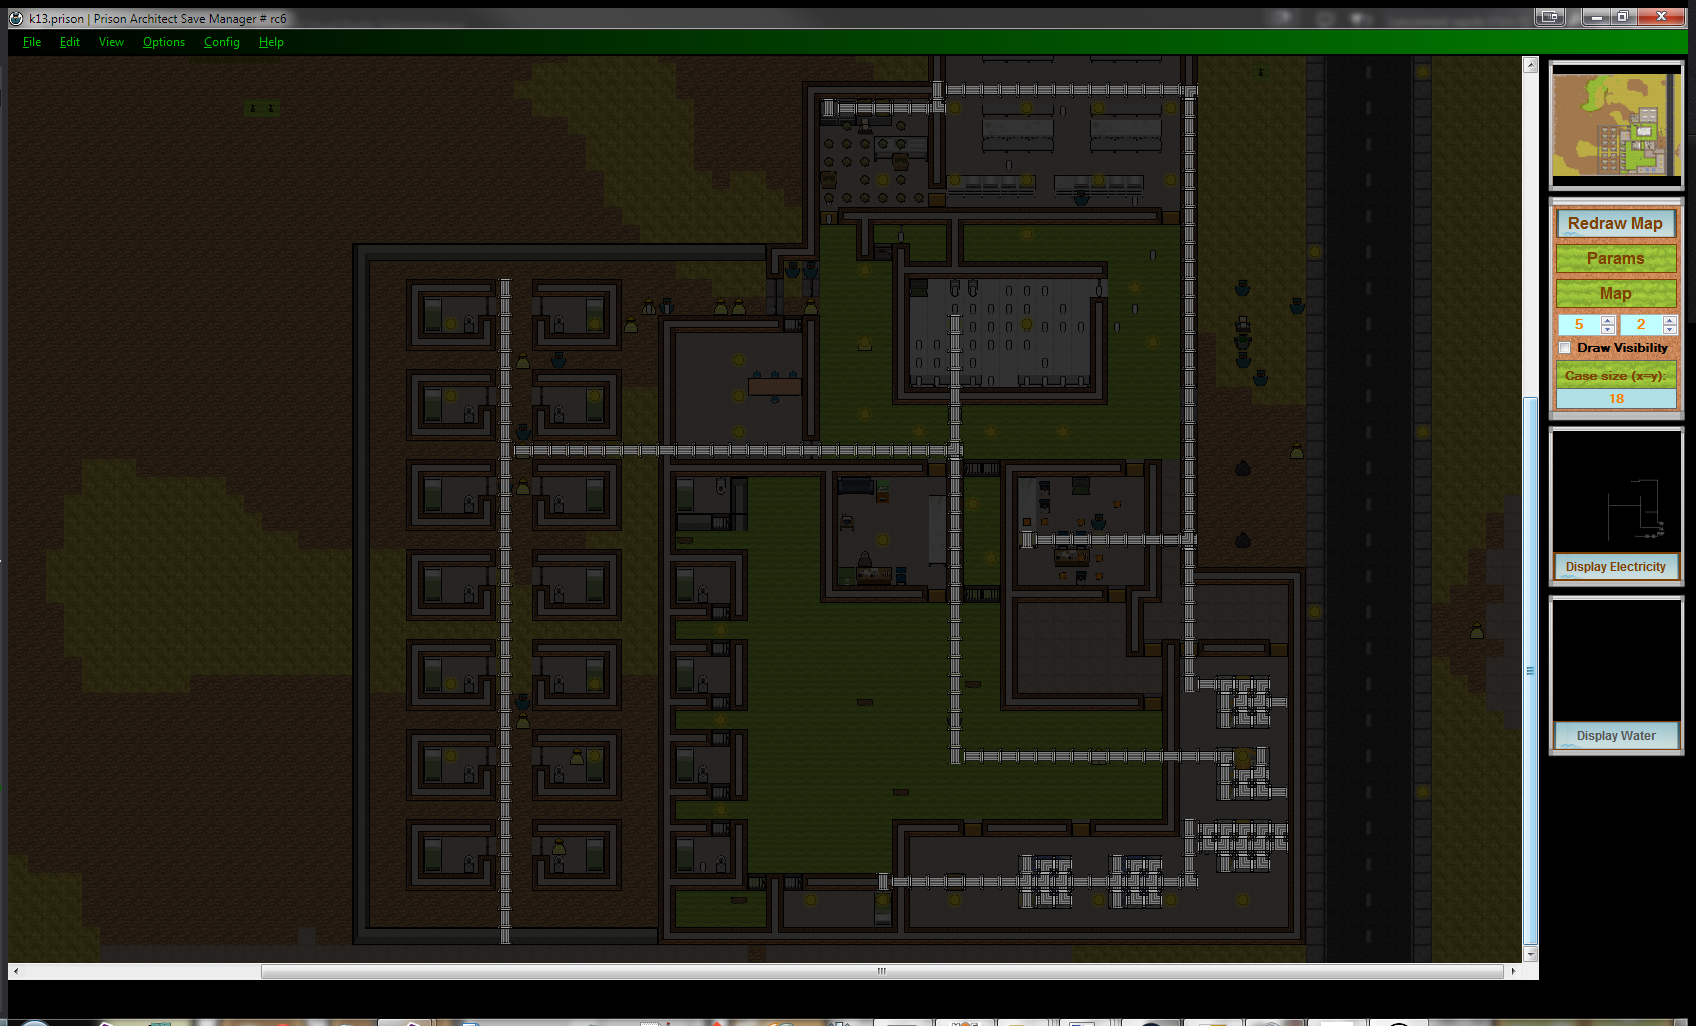 k13.prison | Prison Architect Save Manager # rc6
File Edit View Options Config Help
Redraw Map
Params
Map
5 2
Draw Visibility
Case size (x=y):
18
Display Electricity
Display Water